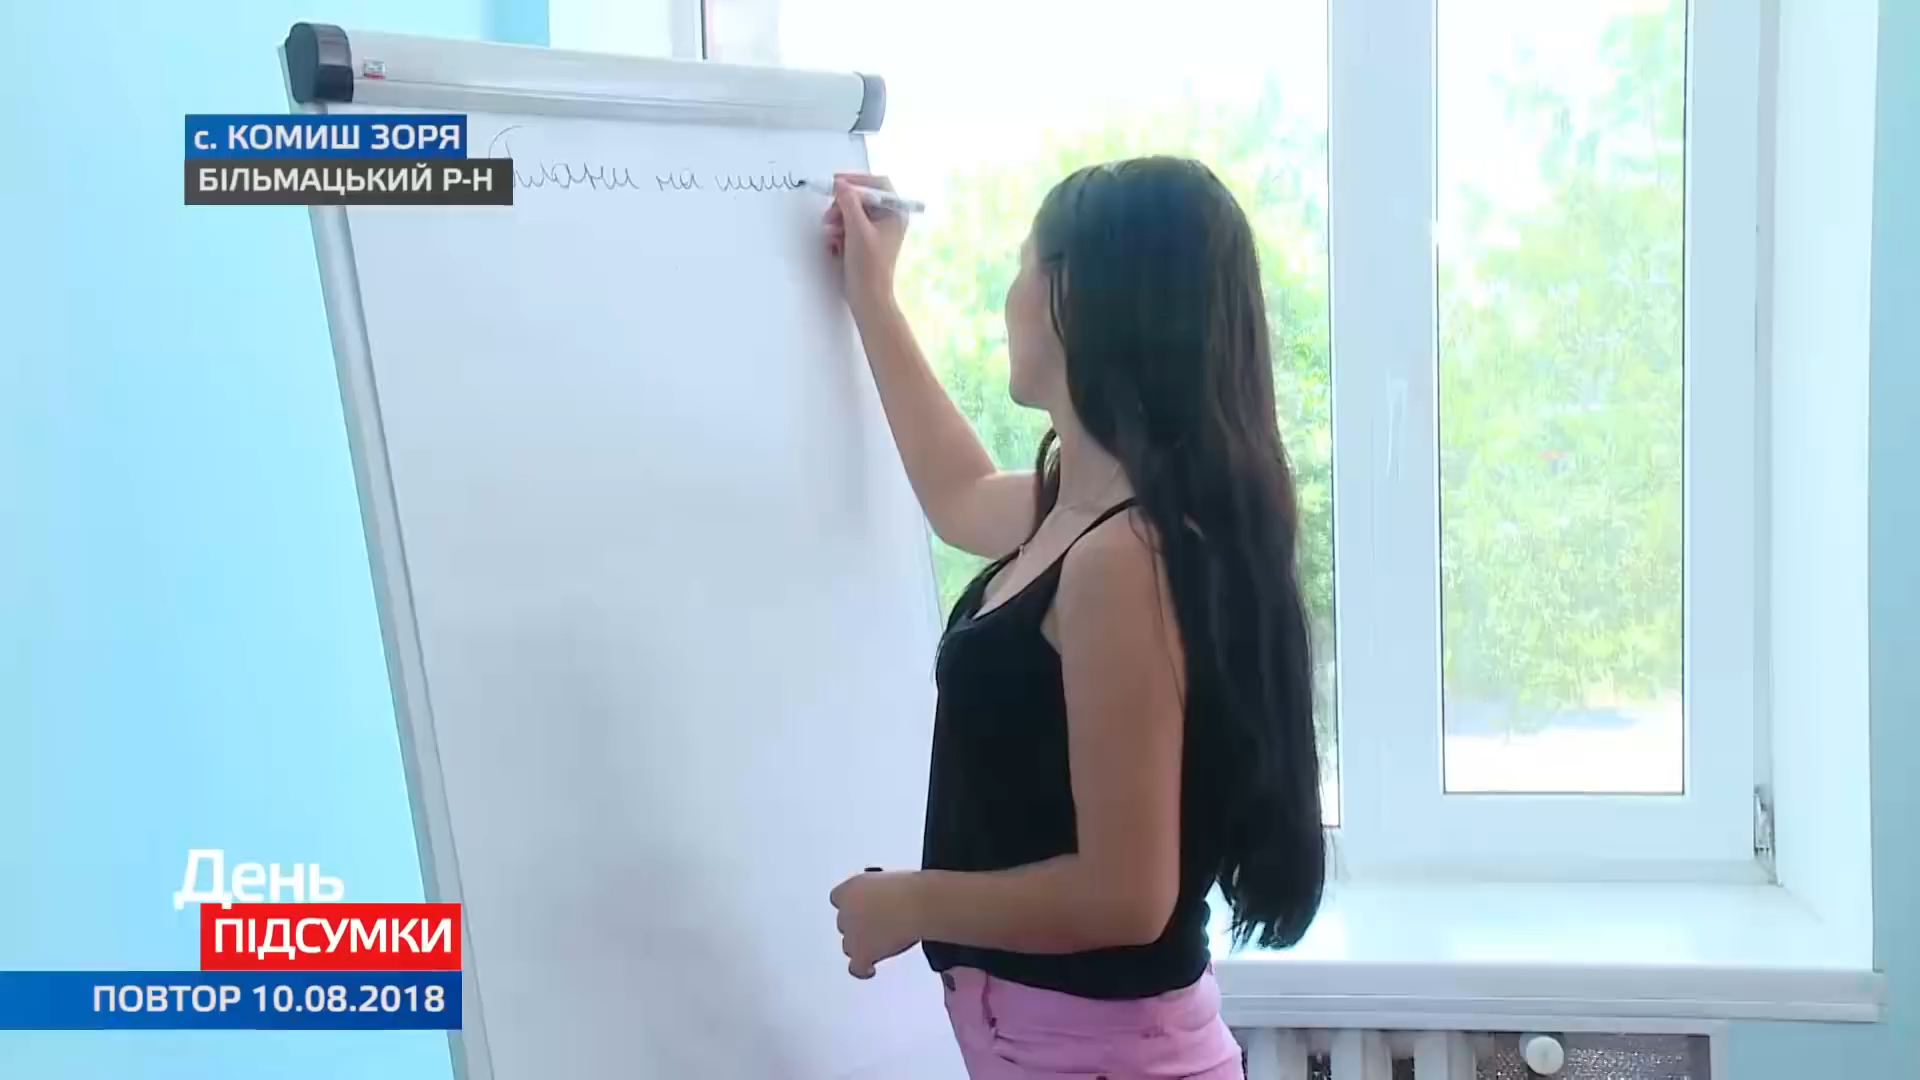 с. КОМИШ ЗОРЯ
БІЛЬМАЦЬКИЙ Р-Н
Плани на
День
ПІДСУМКИ
ПОВТОР 10.08.2018